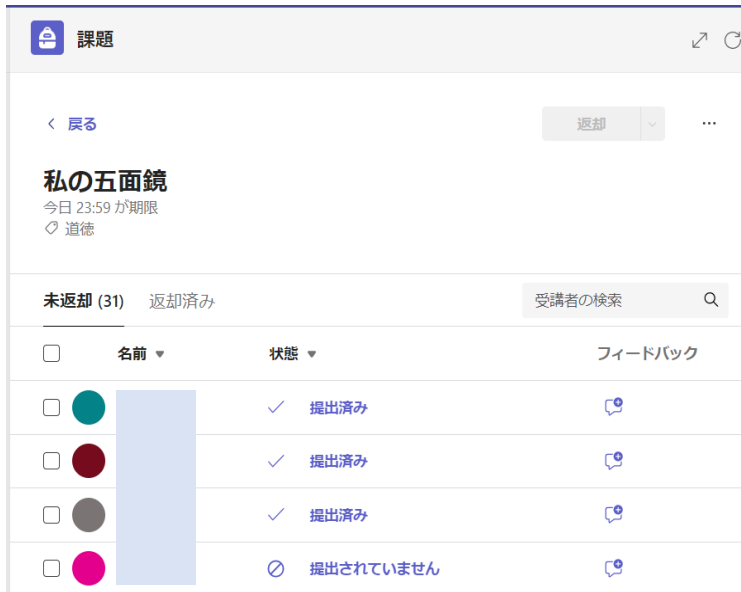 課題
戻る
返却
私の五面鏡
今日 23:59 が期限
道徳
未返却 (31) 返却済み 受講者の検索
名前 状態 フィードバック
提出済み
提出済み
提出済み
提出されていません